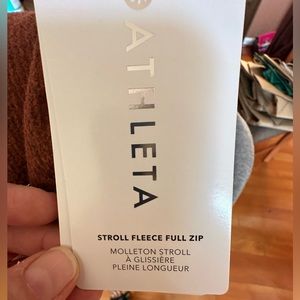 ATHLETA
STROLL FLEECE FULL ZIP
MOLLETON STROLL
À GLISSIÈRE
PLEINE LONGUEUR